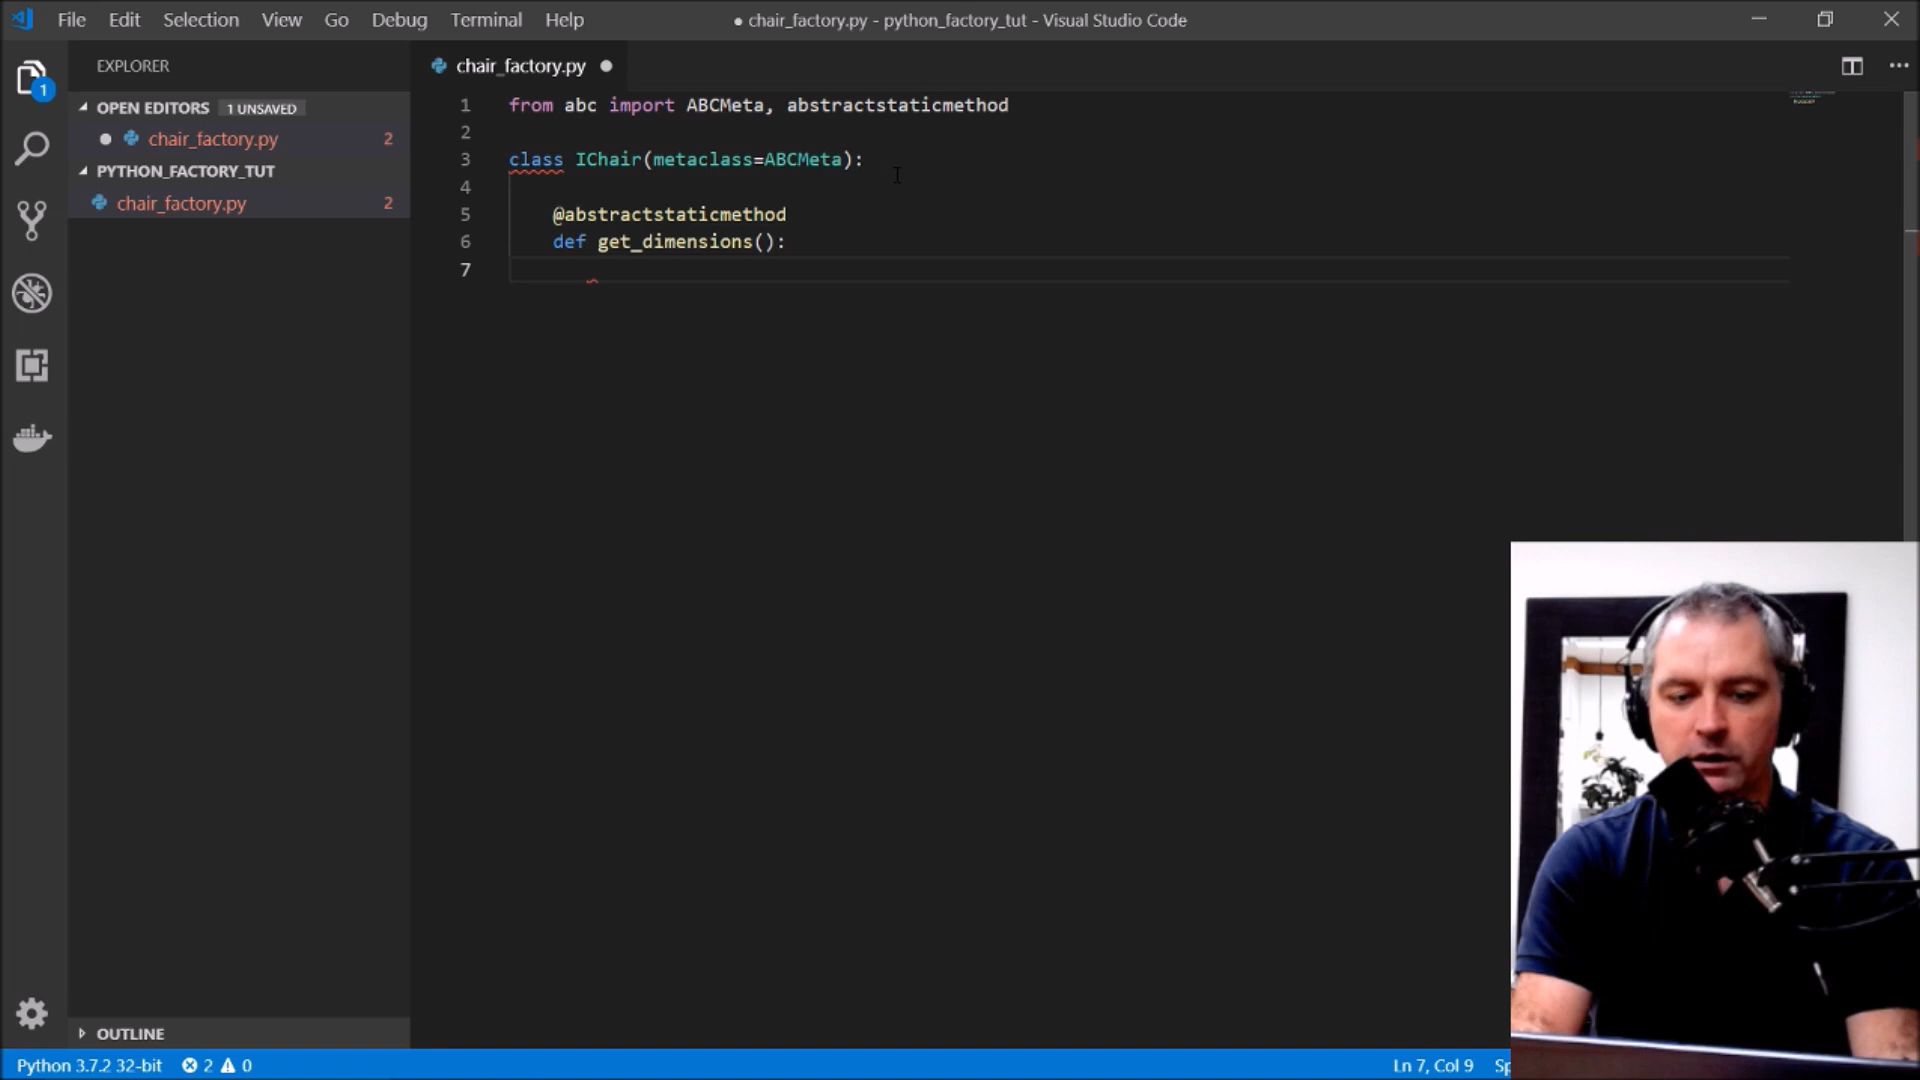 File Edit Selection View Go Debug Terminal Help
● chair_factory.py - python_factory_tut - Visual Studio Code
EXPLORER
OPEN EDITORS 1 UNSAVED
chair_factory.py 2
PYTHON_FACTORY_TUT
chair_factory.py 2
OUTLINE
1
chair_factory.py
1 from abc import ABCMeta, abstractstaticmethod
2
3 class IChair(metaclass=ABCMeta):
4
5 @abstractstaticmethod
6 def get_dimensions():
7
Python 3.7.2 32-bit 2 0
Ln 7, Col 9 Sp